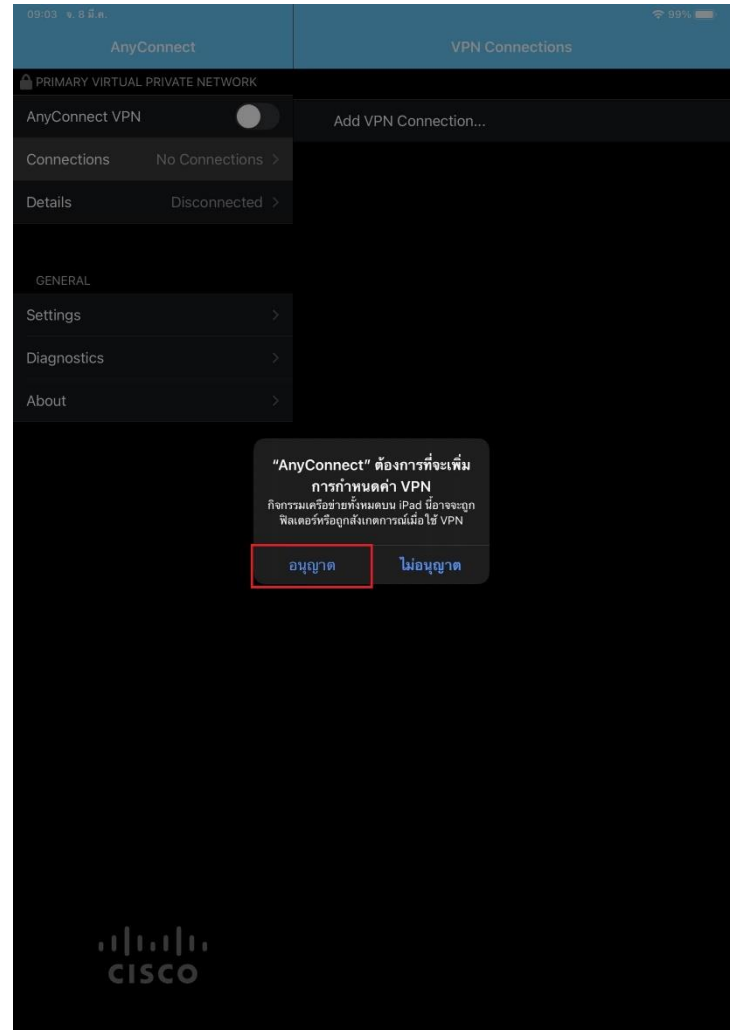 09:03 จ. 8 มี.ค.
99%
AnyConnect
VPN Connections
PRIMARY VIRTUAL PRIVATE NETWORK
AnyConnect VPN
Add VPN Connection...
Connections No Connections
Details Disconnected
GENERAL
Settings
Diagnostics
About
"AnyConnect" ต้องการที่จะเพิ่ม
การกำหนดค่า VPN
กิจกรรมเครือข่ายทั้งหมดบน iPad นี้อาจจะถูก
ฟิลเตอร์หรือถูกสังเกตการณ์เมื่อใช้ VPN
อนุญาต
ไม่อนุญาต
CISCO